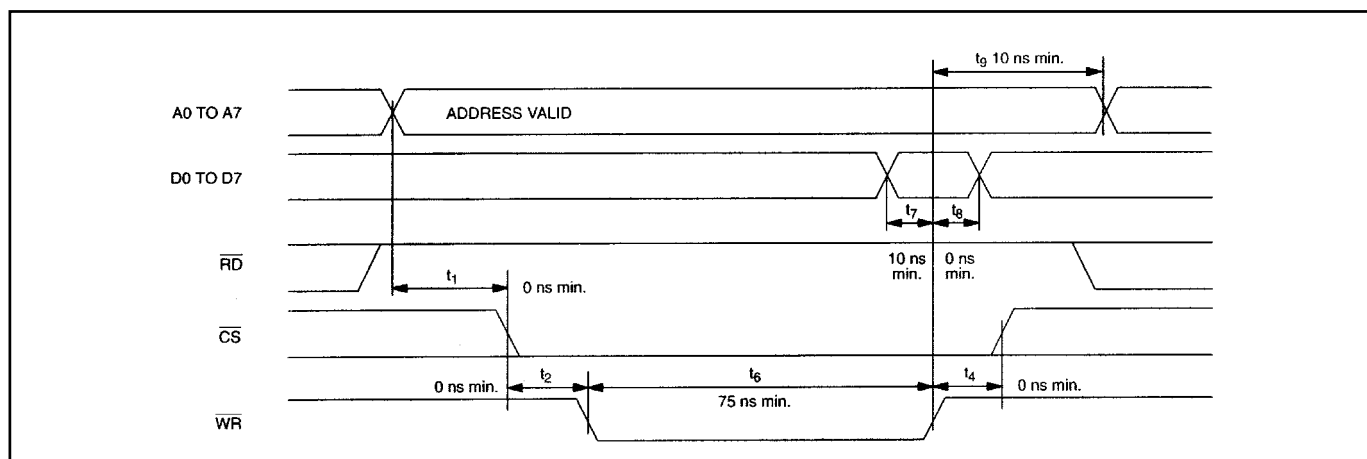 t9 10 ns min.
A0 TO A7
ADDRESS VALID
D0 TO D7
t7
t8
RD
10 ns
min.
0 ns
min.
t1
0 ns min.
CS
t2
t6
t4
0 ns min.
75 ns min.
0 ns min.
WR